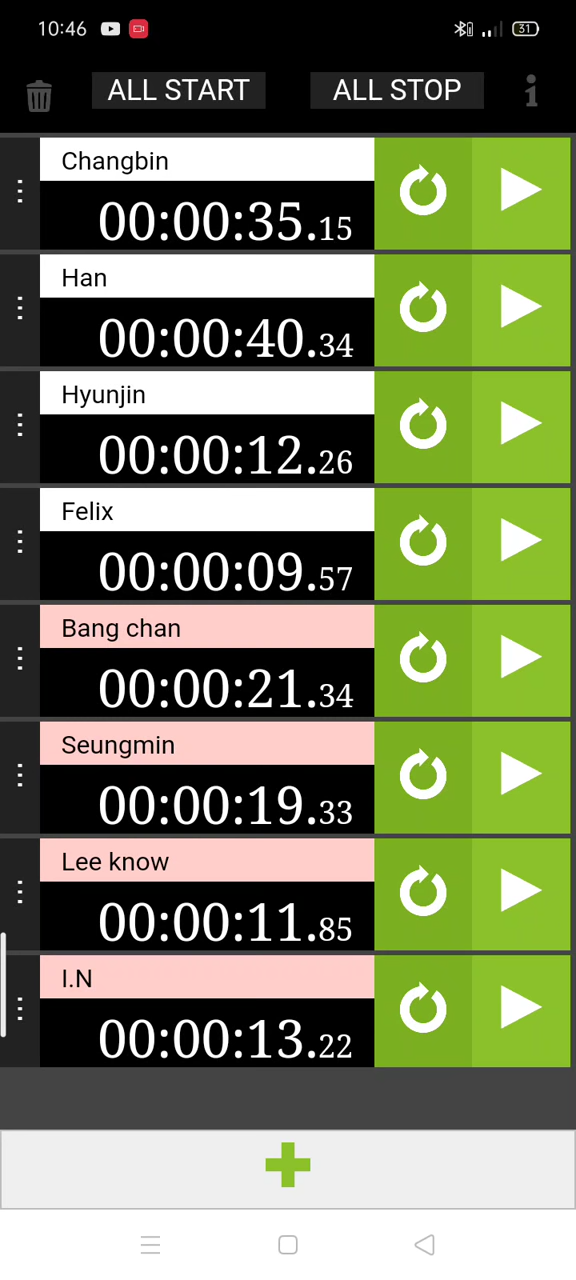 10:46
31
ALL START ALL STOP
Changbin
00:00:35.15
Han
00:00:40.34
Hyunjin
00:00:12.26
Felix
00:00:09.57
Bang chan
00:00:21.34
Seungmin
00:00:19.33
Lee know
00:00:11.85
I.N
00:00:13.22